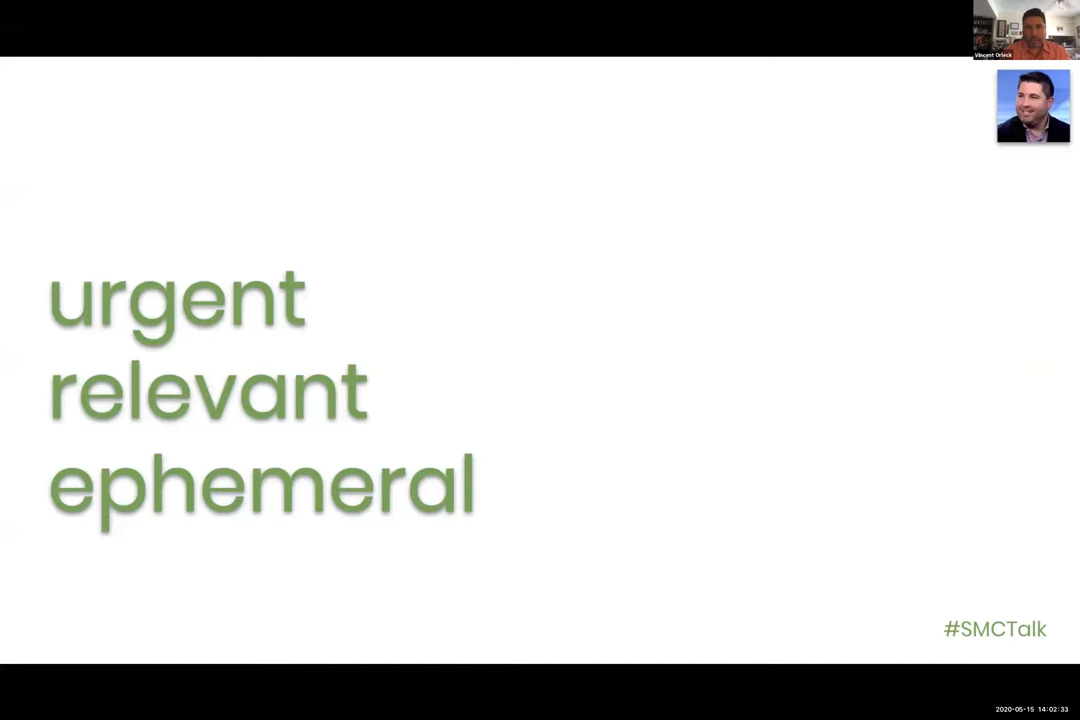 Vincent Orleck
urgent
relevant
ephemeral
#SMCTalk
2020-05-15 14:02:33